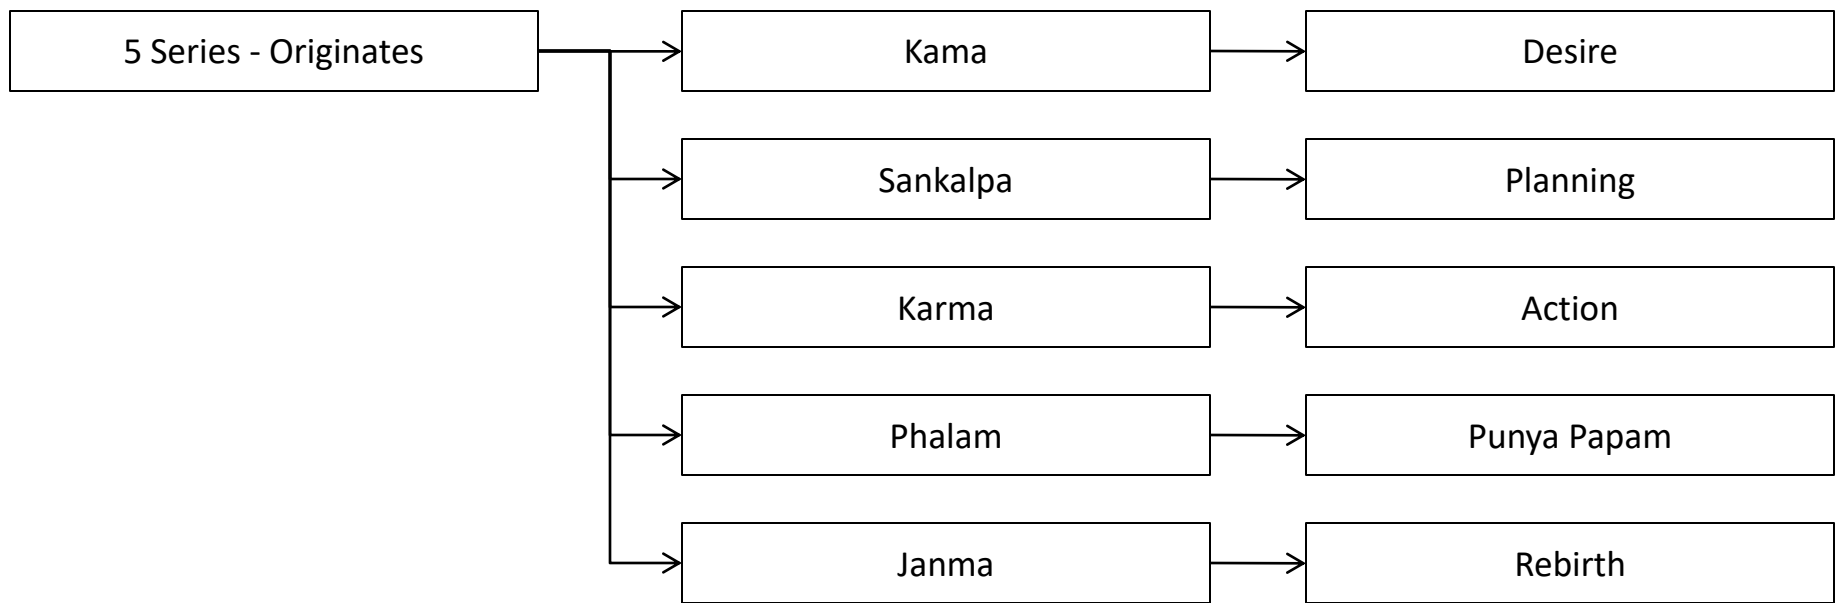 5 Series - Originates
Kama
Desire
Sankalpa
Planning
Karma
Action
Phalam
Punya Papam
Janma
Rebirth